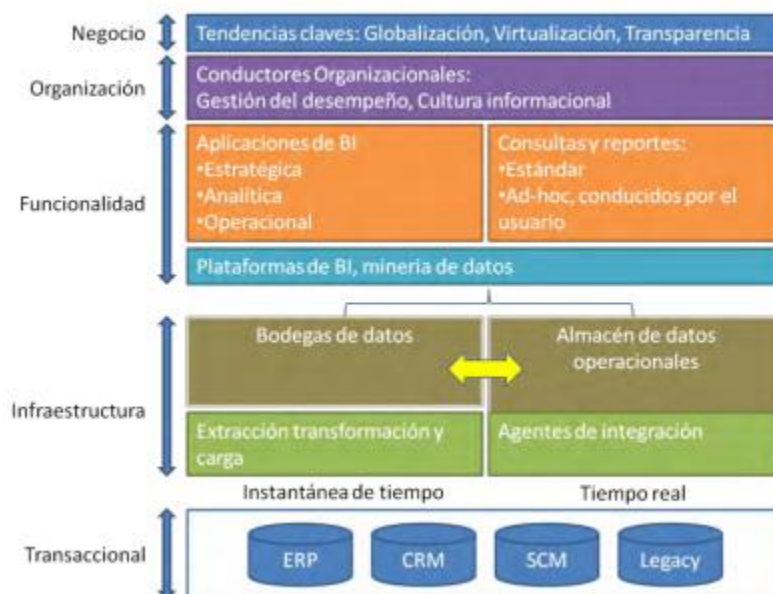 Negocio
Tendencias claves: Globalización, Virtualización, Transparencia
Organización
Conductores Organizacionales:
Gestión del desempeño, Cultura informacional
Funcionalidad
Aplicaciones de BI
•Estratégica
•Analítica
•Operacional
Consultas y reportes:
•Estándar
•Ad-hoc, conducidos por el
usuario
Plataformas de BI, mineria de datos
Infraestructura
Bodegas de datos
Almacén de datos
operacionales
Extracción transformación y
carga
Agentes de integración
Instantánea de tiempo
Tiempo real
Transaccional
ERP
CRM
SCM
Legacy